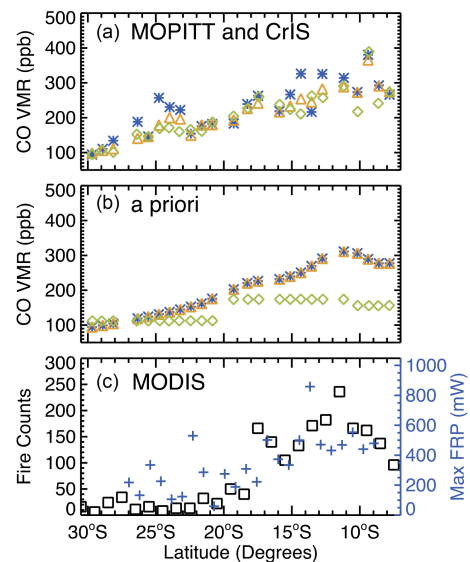 (a) MOPITT and CrIS
CO VMR (ppb)
500
400
300
200
100
(b) a priori
CO VMR (ppb)
500
400
300
200
100
(c) MODIS
Fire Counts
300
250
200
150
100
50
0
Max FRP (mW)
1000
800
600
400
200
0
30°S 25°S 20°S 15°S 10°S
Latitude (Degrees)